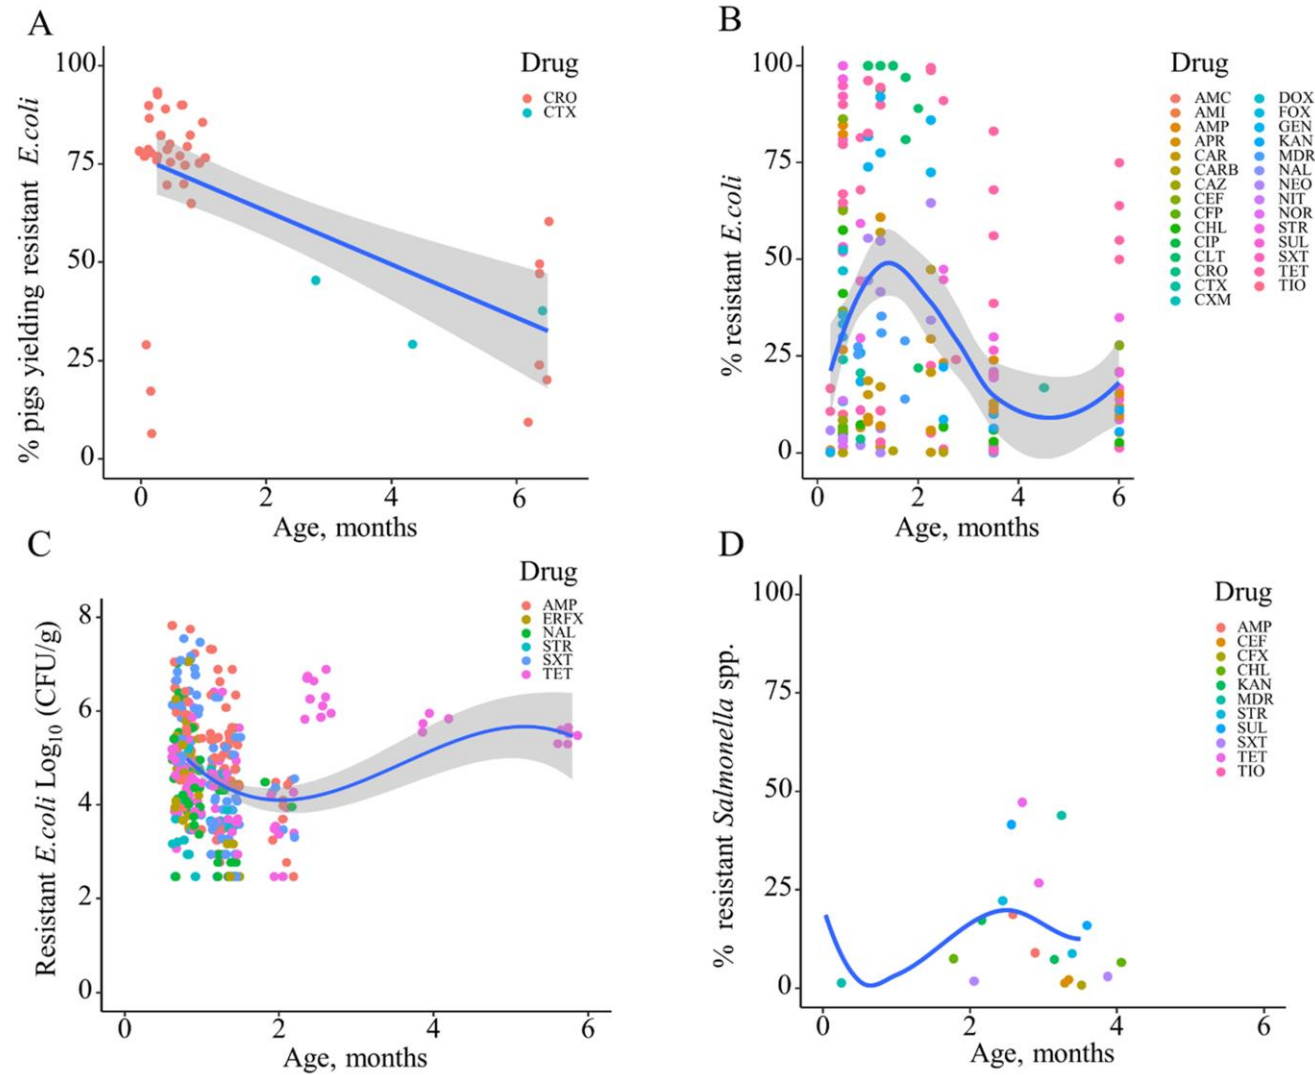 A
% pigs yielding resistant E.coli
100
75
50
25
0
0 2 4 6
Age, months
Drug
CRO
CTX
B
% resistant E.coli
100
75
50
25
0
0 2 4 6
Age, months
Drug
AMC DOX
AMI FOX
AMP GEN
APR KAN
CAR MDR
CARB NAL
CAZ NEO
CEF NIT
CFP NOR
CHL STR
CIP SUL
CLT SXT
CRO TET
CTX TIO
CXM
C
Resistant E.coli Log10 (CFU/g)
8
6
4
2
0
0 2 4 6
Age, months
Drug
AMP
ERFX
NAL
STR
SXT
TET
D
% resistant Salmonella spp.
100
75
50
25
0
0 2 4 6
Age, months
Drug
AMP
CEF
CFX
CHL
KAN
MDR
STR
SUL
SXT
TET
TIO